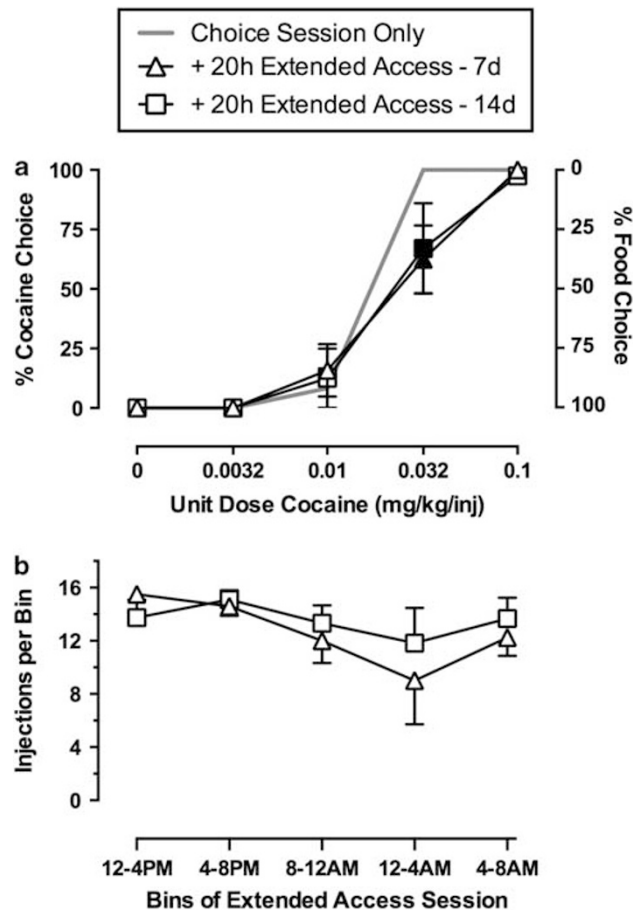 Choice Session Only
+ 20h Extended Access - 7d
+ 20h Extended Access - 14d
a
100
75
50
25
0
% Cocaine Choice
0
25
50
75
100
% Food Choice
0 0.0032 0.01 0.032 0.1
Unit Dose Cocaine (mg/kg/inj)
b
16
12
8
4
0
Injections per Bin
12-4PM 4-8PM 8-12AM 12-4AM 4-8AM
Bins of Extended Access Session